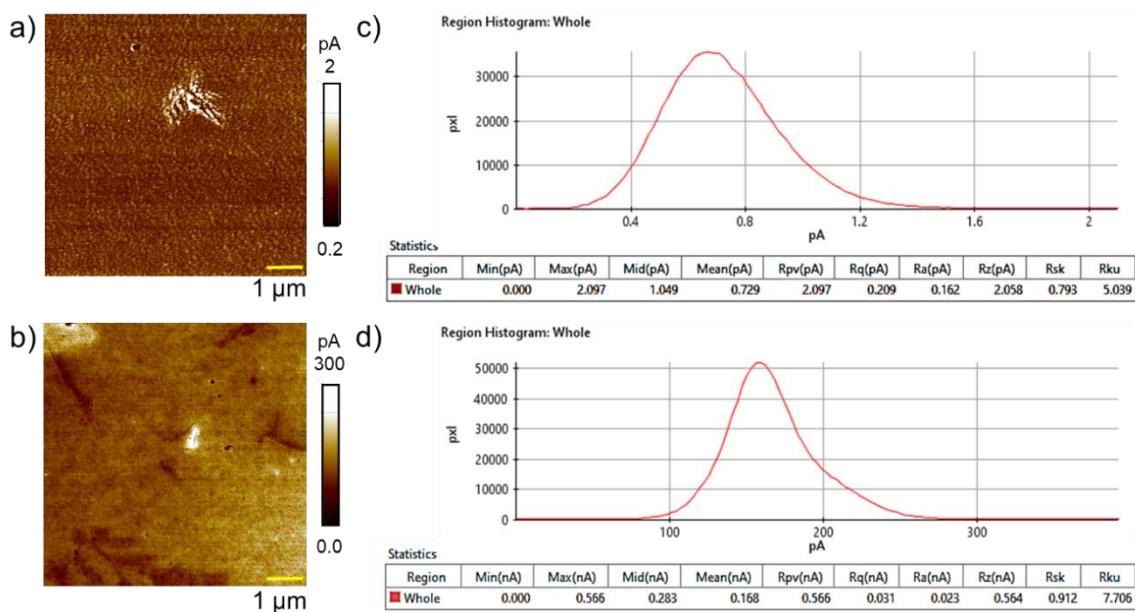 a)
pA
2
0.2
1 µm
c)
Region Histogram: Whole
pxl
30000
20000
10000
0
0.4
0.8
1.2
1.6
2
pA
Statistics
Region Min(pA) Max(pA) Mid(pA) Mean(pA) Rpv(pA) Rq(pA) Ra(pA) Rz(pA) Rsk Rku
Whole 0.000 2.097 1.049 0.729 2.097 0.209 0.162 2.058 0.793 5.039
b)
pA
300
0.0
1 µm
d)
Region Histogram: Whole
pxl
50000
40000
30000
20000
10000
0
100
200
300
pA
Statistics
Region Min(nA) Max(nA) Mid(nA) Mean(nA) Rpv(nA) Rq(nA) Ra(nA) Rz(nA) Rsk Rku
Whole 0.000 0.566 0.283 0.168 0.566 0.031 0.023 0.564 0.912 7.706